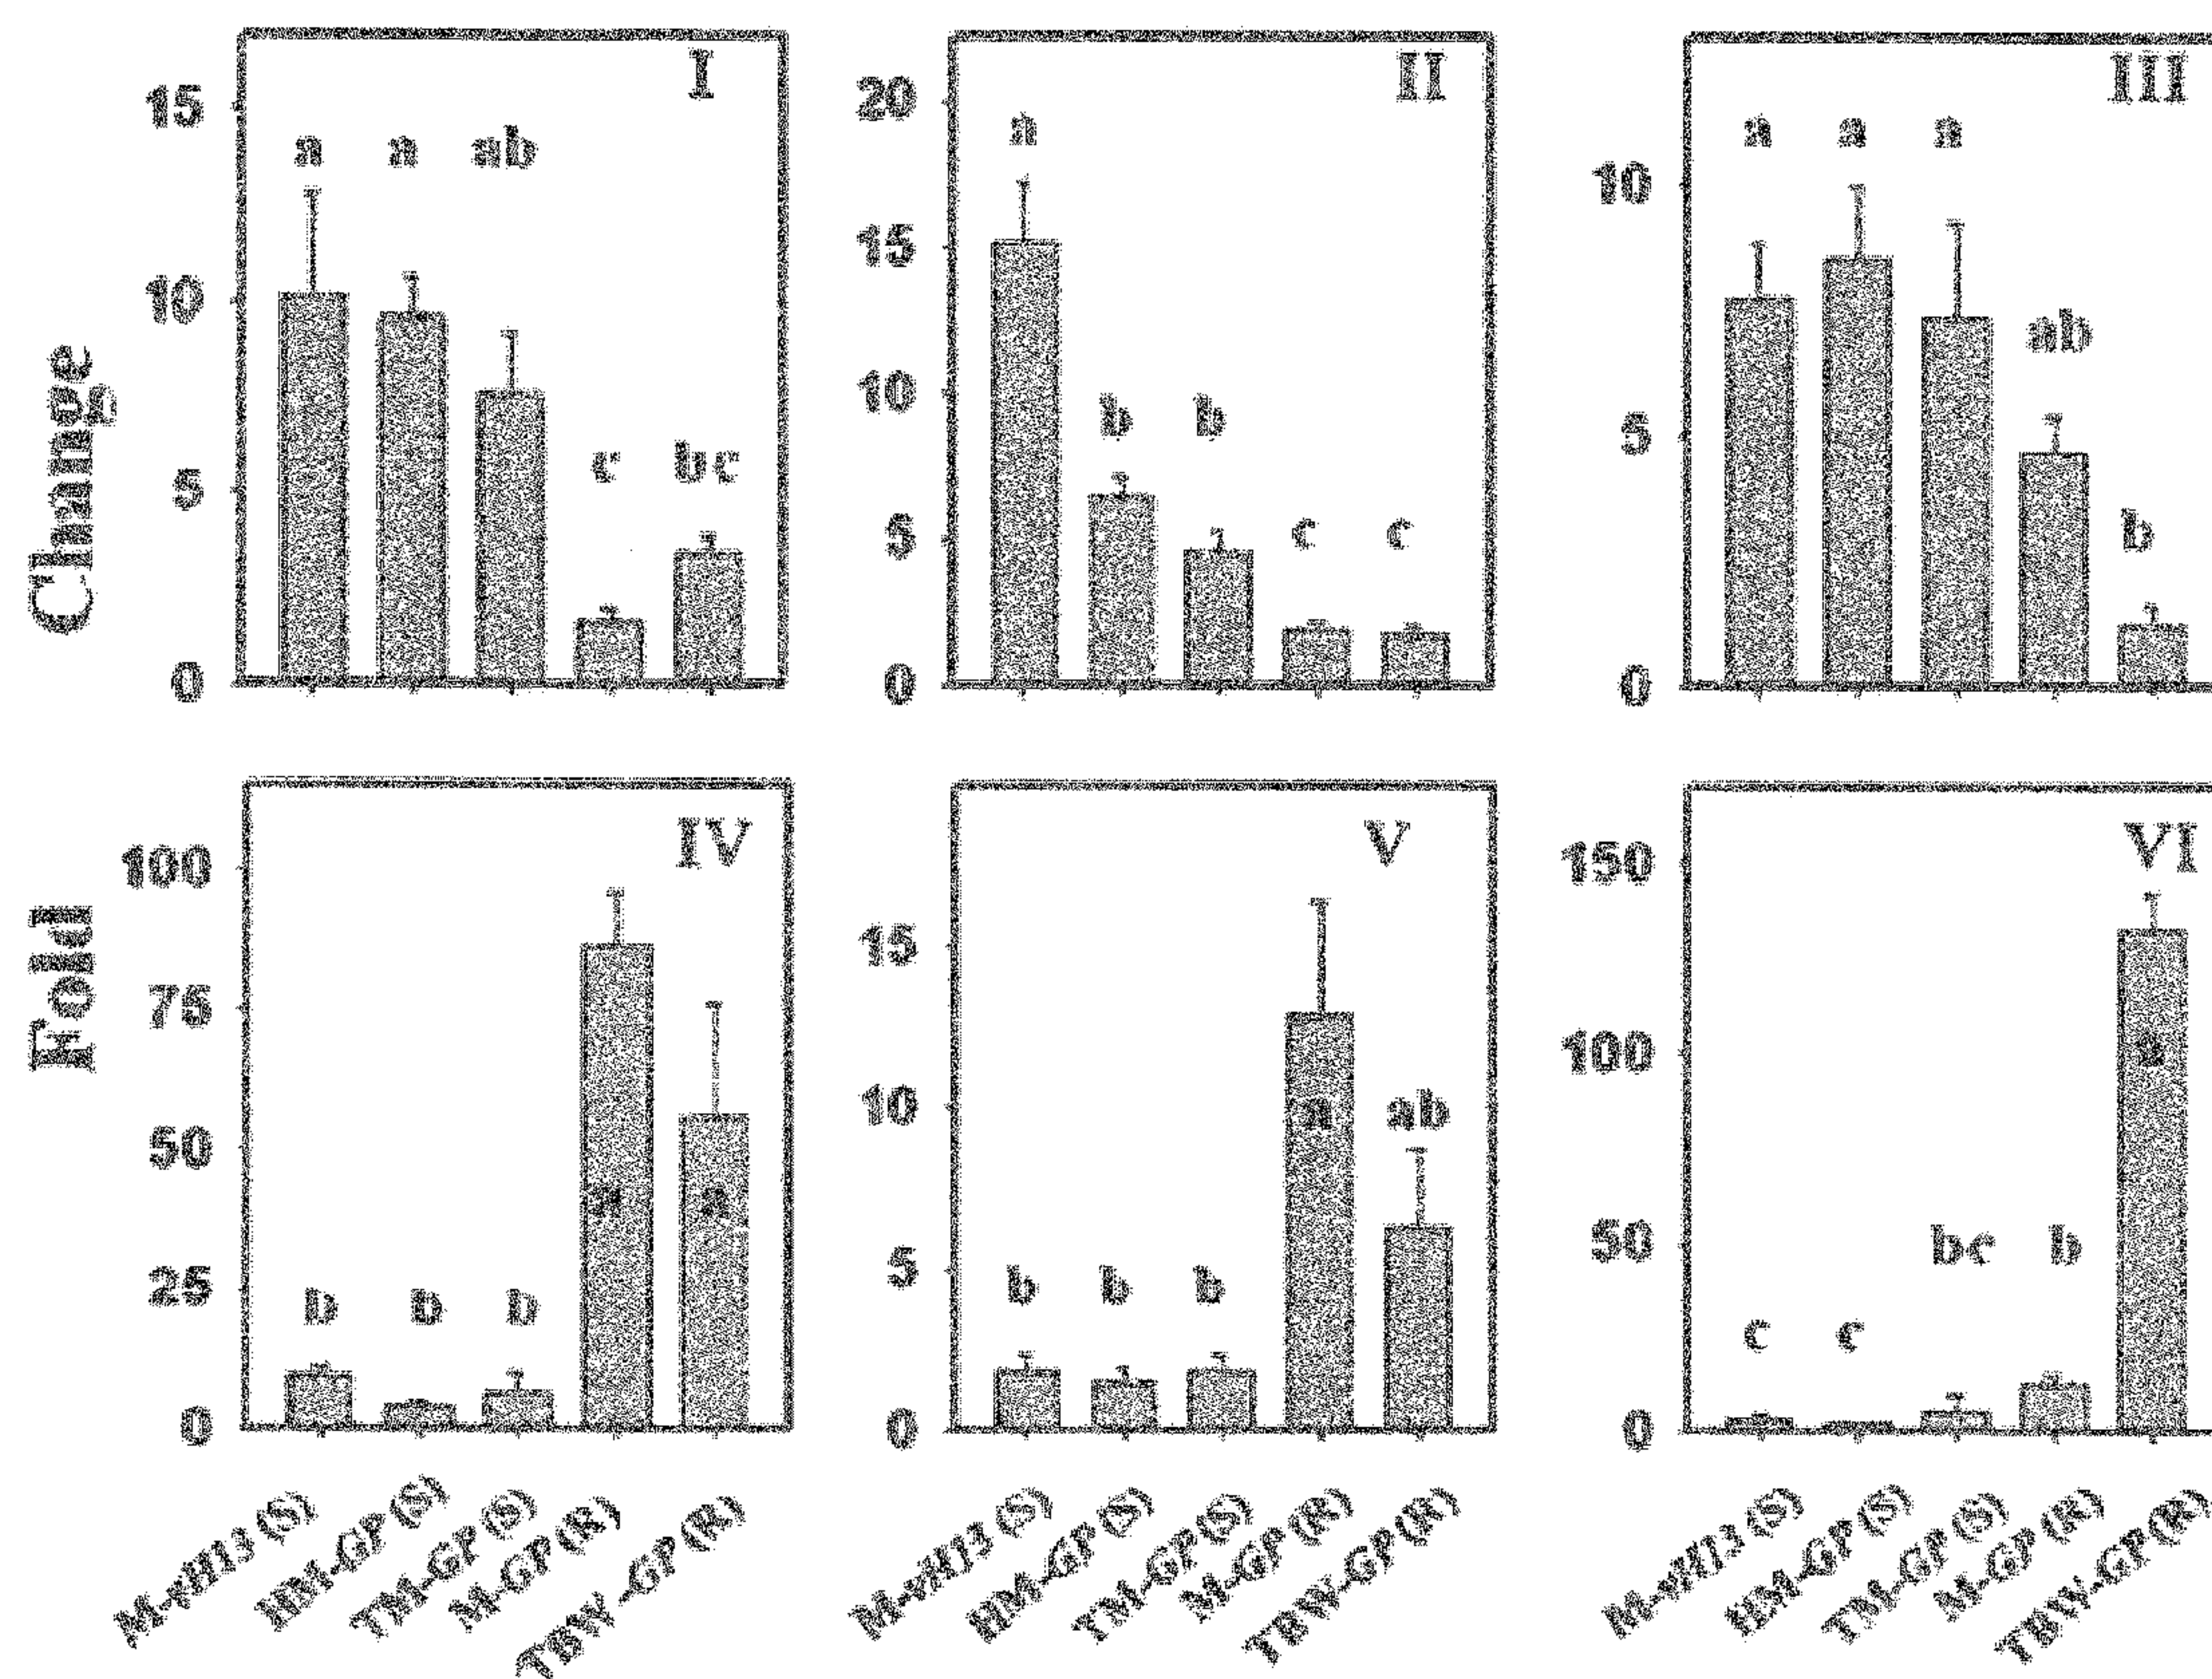 Fold Change
I
15
10
5
0
a a ab c bc
II
20
15
10
5
0
a b b c c
III
10
5
0
a a a ab b
IV
100
75
50
25
0
b b b a a
V
15
10
5
0
b b b a ab
VI
150
100
50
0
c c bc b a
M-vH13 (S)
HM-GP (S)
TM-GP (S)
M-GP (R)
TBW -GP (R)
M-vH13 (S)
HM-GP (S)
TM-GP (S)
M-GP (R)
TBW-GP (R)
M-vH13 (S)
HM-GP (S)
TM-GP (S)
M-GP (R)
TBW-GP (R)